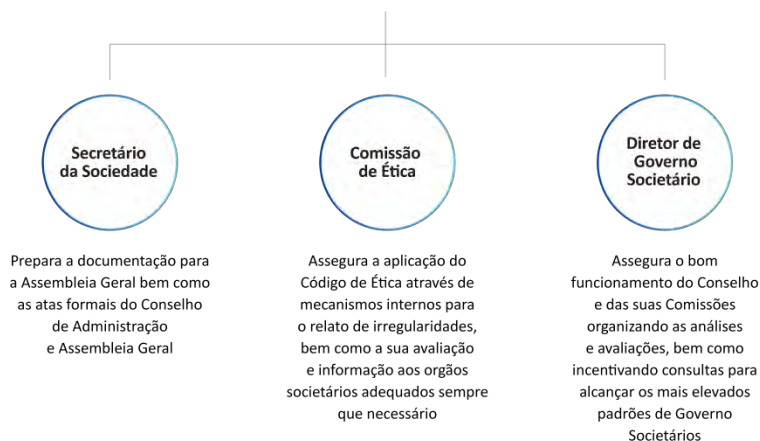 Secretário
da Sociedade
Prepara a documentação para
a Assembleia Geral bem como
as atas formais do Conselho
de Administração
e Assembleia Geral
Comissão
de Ética
Assegura a aplicação do
Código de Ética através de
mecanismos internos para
o relato de irregularidades,
bem como a sua avaliação
e informação aos orgãos
societários adequados sempre
que necessário
Diretor de
Governo
Societário
Assegura o bom
funcionamento do Conselho
e das suas Comissões
organizando as análises
e avaliações, bem como
incentivando consultas para
alcançar os mais elevados
padrões de Governo
Societários